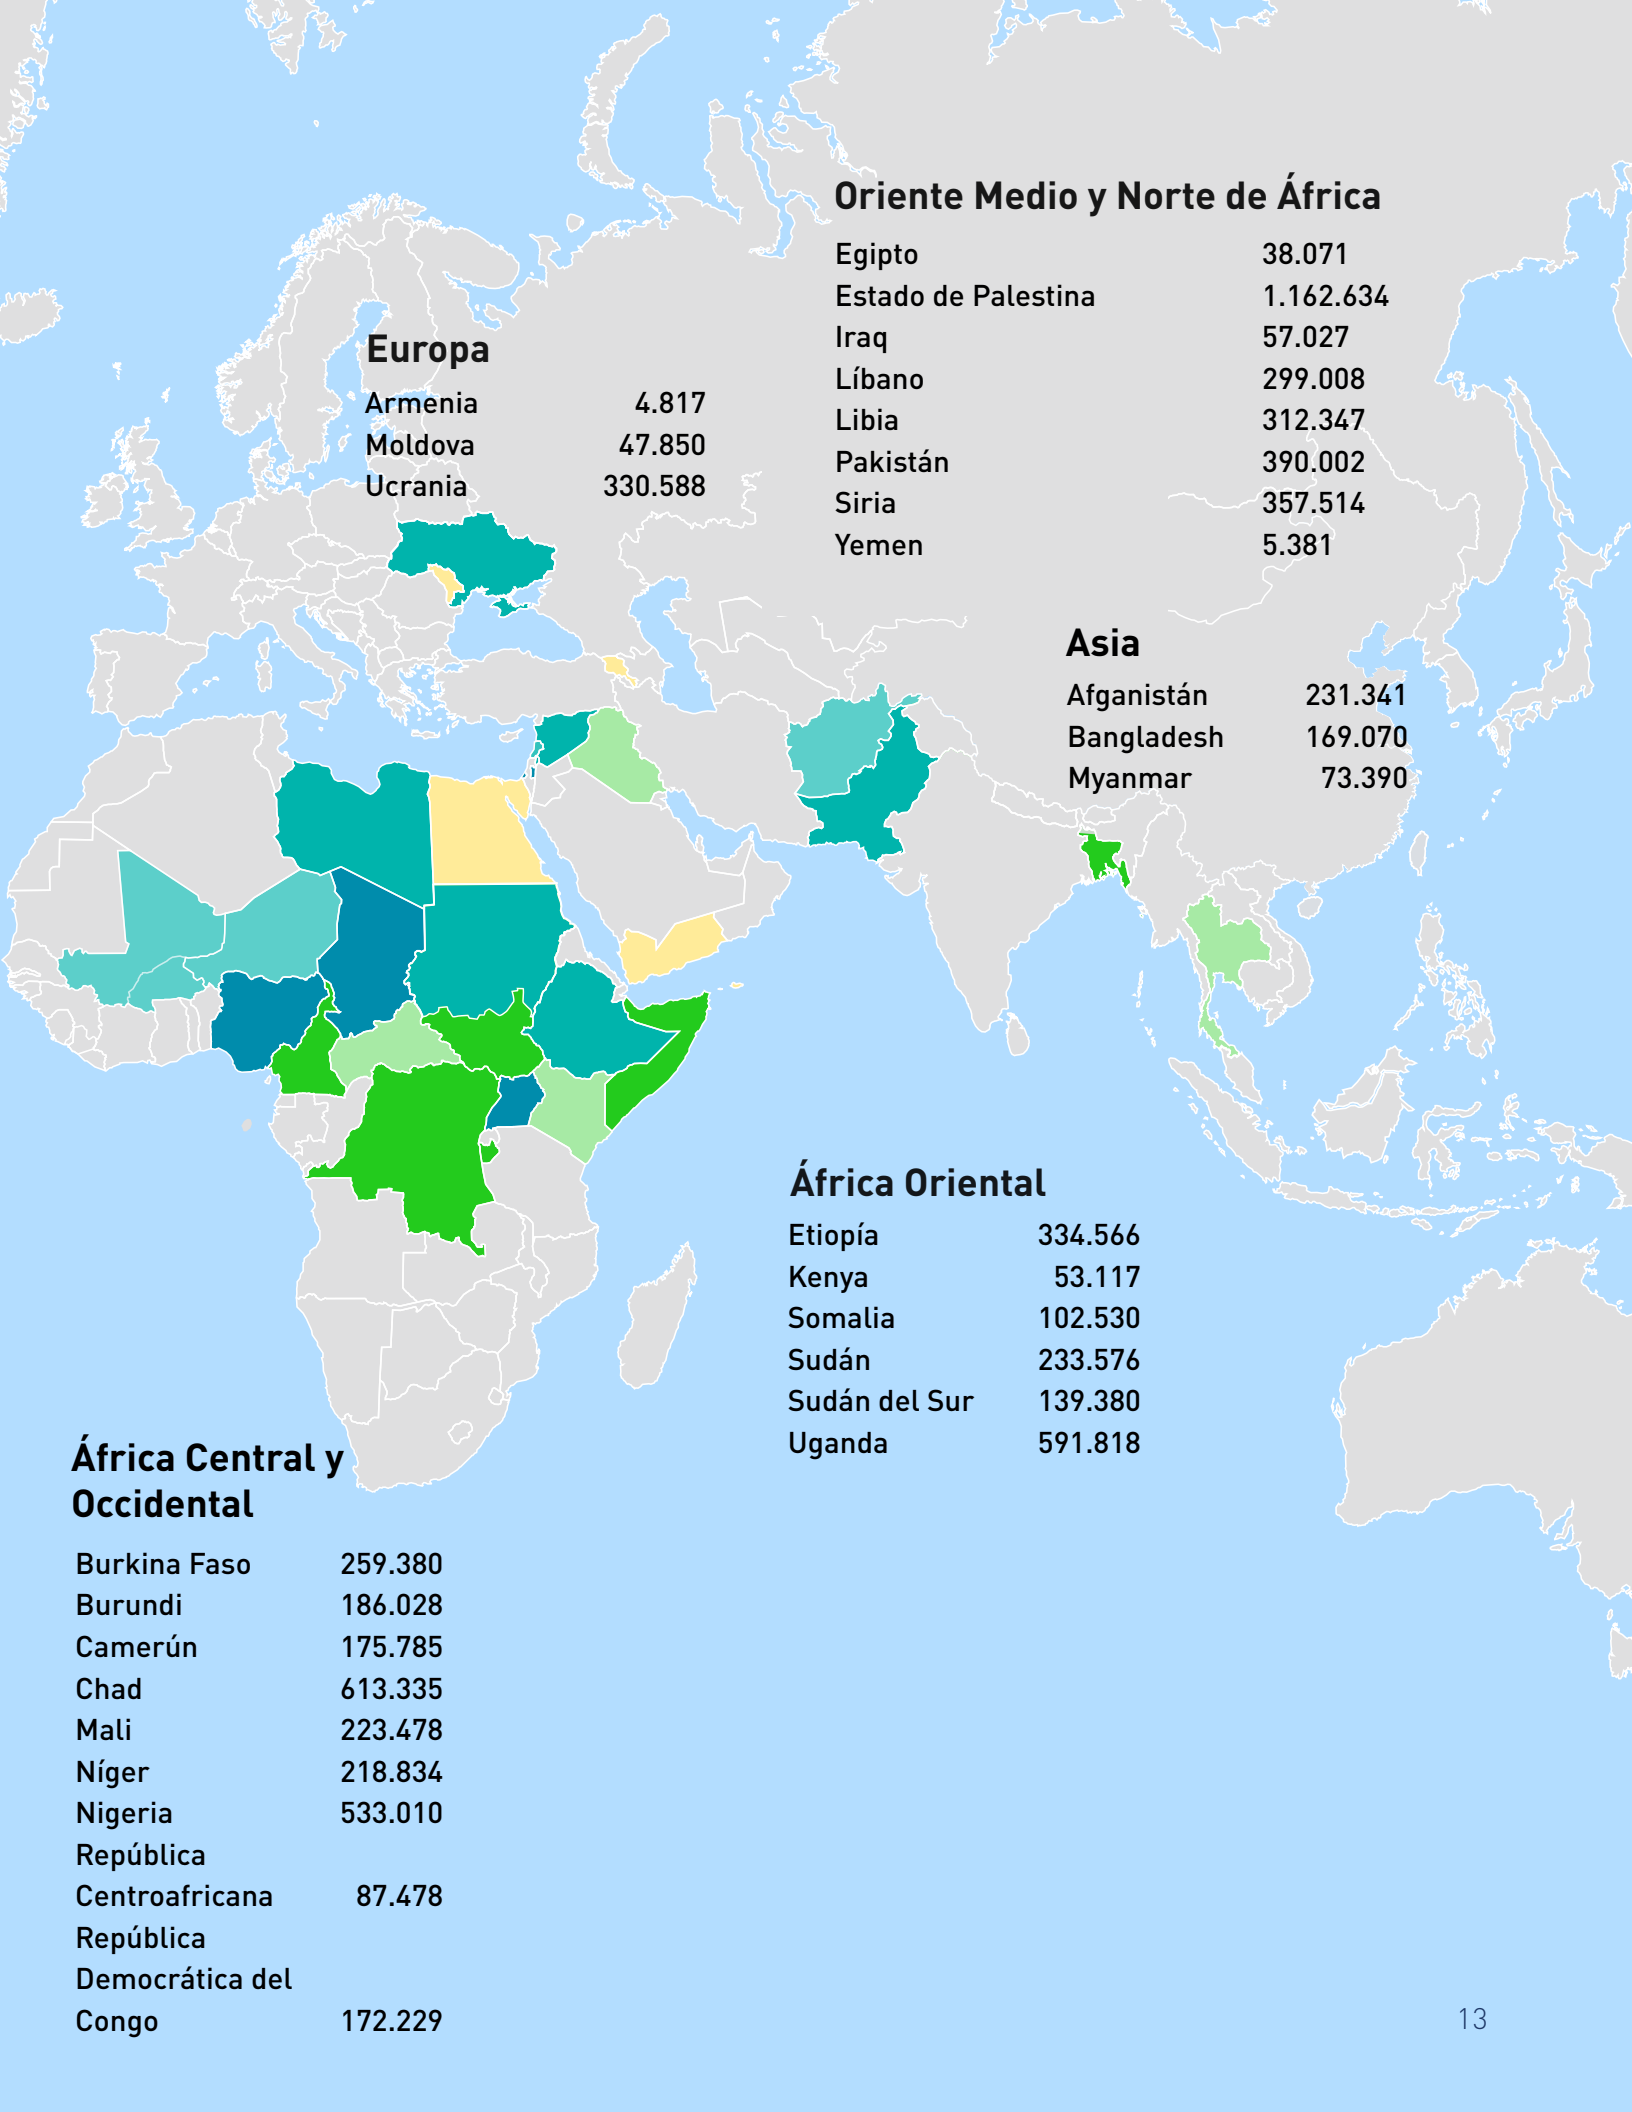 Oriente Medio y Norte de África
Egipto 38.071
Estado de Palestina 1.162.634
Iraq 57.027
Líbano 299.008
Libia 312.347
Pakistán 390.002
Siria 357.514
Yemen 5.381
Europa
Armenia 4.817
Moldova 47.850
Ucrania 330.588
Asia
Afganistán 231.341
Bangladesh 169.070
Myanmar 73.390
África Oriental
Etiopía 334.566
Kenya 53.117
Somalia 102.530
Sudán 233.576
Sudán del Sur 139.380
Uganda 591.818
África Central y
Occidental
Burkina Faso 259.380
Burundi 186.028
Camerún 175.785
Chad 613.335
Mali 223.478
Níger 218.834
Nigeria 533.010
República
Centroafricana 87.478
República
Democrática del
Congo 172.229
13